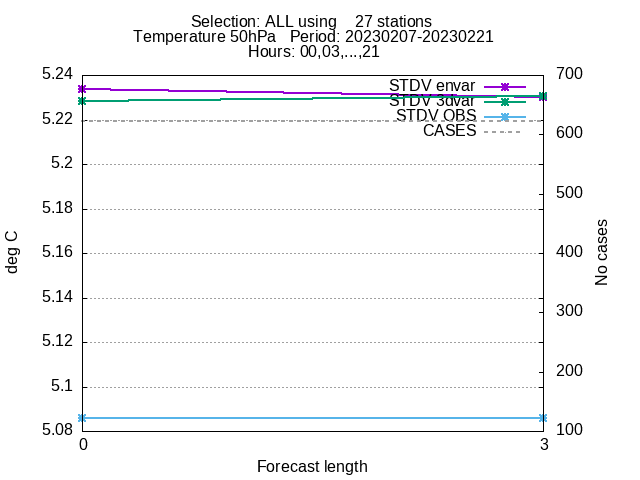 Selection: ALL using    27 stations
Temperature 50hPa   Period: 20230207-20230221
Hours: 00,03,...,21
5.24
5.22
5.2
5.18
5.16
5.14
5.12
5.1
5.08
deg C
STDV envar
STDV 3dvar
STDV OBS
CASES
700
600
500
400
300
200
100
No cases
0
3
Forecast length